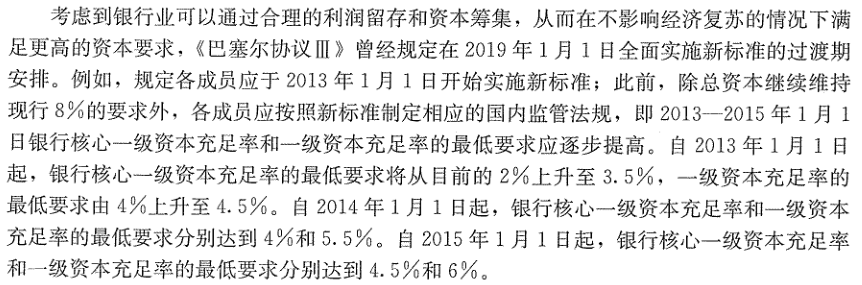 考虑到银行业可以通过合理的利润留存和资本筹集，从而在不影响经济复苏的情况下满
足更高的资本要求，《巴塞尔协议Ⅲ》曾经规定在 2019 年 1 月 1 日全面实施新标准的过渡期
安排。例如，规定各成员应于 2013 年 1 月 1 日开始实施新标准；此前，除总资本继续维持
现行 8%的要求外，各成员应按照新标准制定相应的国内监管法规，即 2013—2015 年 1 月 1
日银行核心一级资本充足率和一级资本充足率的最低要求应逐步提高。自 2013 年 1 月 1 日
起，银行核心一级资本充足率的最低要求将从目前的 2%上升至 3.5%，一级资本充足率的
最低要求由 4%上升至 4.5%。自 2014 年 1 月 1 日起，银行核心一级资本充足率和一级资本
充足率的最低要求分别达到 4%和 5.5%。自 2015 年 1 月 1 日起，银行核心一级资本充足率
和一级资本充足率的最低要求分别达到 4.5%和 6%。